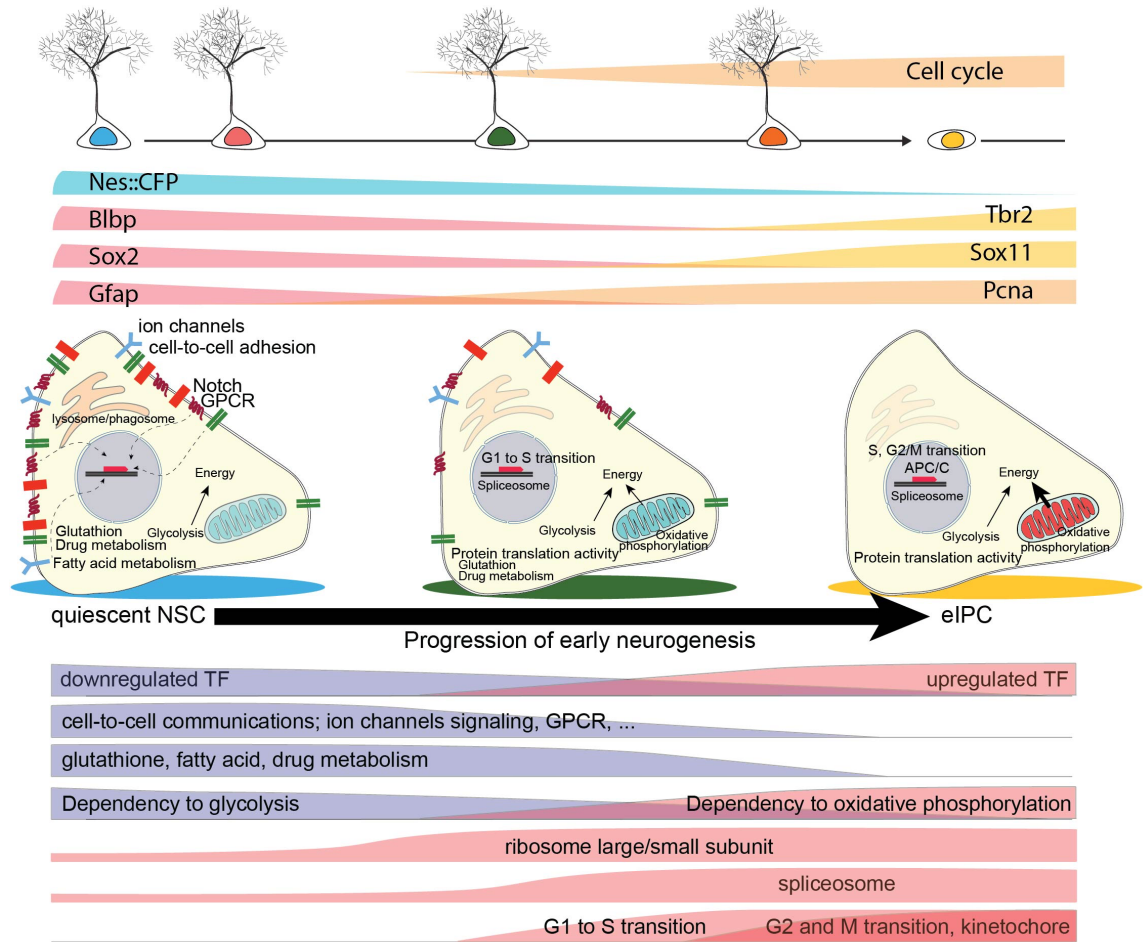 Cell cycle
Nes::CFP
Blbp
Tbr2
Sox2
Sox11
Gfap
Pcna
ion channels
cell-to-cell adhesion
Notch
GPCR
lysosome/phagosome
Energy
Glycolysis
Glutathion
Drug metabolism
Fatty acid metabolism
G1 to S transition
Spliceosome
Energy
Glycolysis
Oxidative
phosphorylation
Protein translation activity
Glutathion
Drug metabolism
S, G2/M transition
APC/C
Spliceosome
Energy
Glycolysis
Oxidative
phosphorylation
Protein translation activity
quiescent NSC
eIPC
Progression of early neurogenesis
downregulated TF
upregulated TF
cell-to-cell communications; ion channels signaling, GPCR, ...
glutathione, fatty acid, drug metabolism
Dependency to glycolysis
Dependency to oxidative phosphorylation
ribosome large/small subunit
spliceosome
G1 to S transition
G2 and M transition, kinetochore